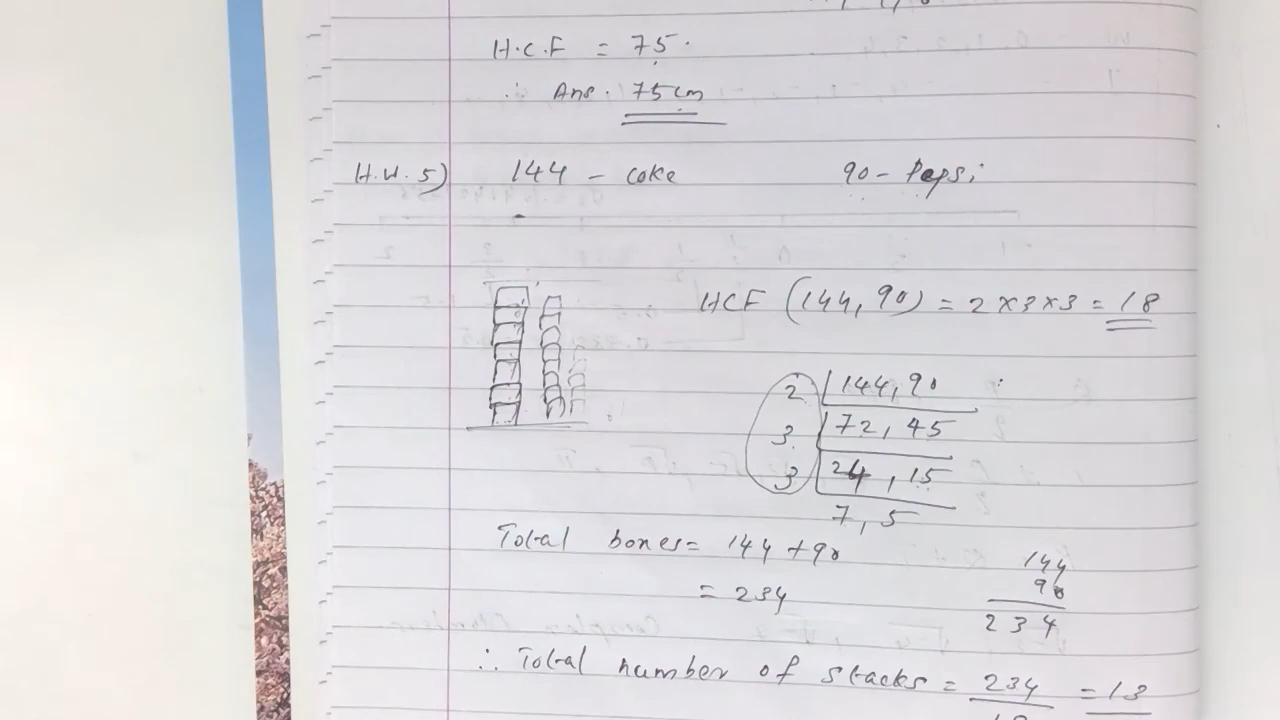 H.C.F = 75.
∴ Ans. 75cm
H.W. 5) 144 - coke 90 - Pepsi
HCF (144, 90) = 2 x 3 x 3 = 18
2 | 144, 90
3 | 72, 45
3 | 24, 15
7, 5
Total boxes = 144 + 90
= 234
144
90
234
∴ Total number of stacks = 234 = 13